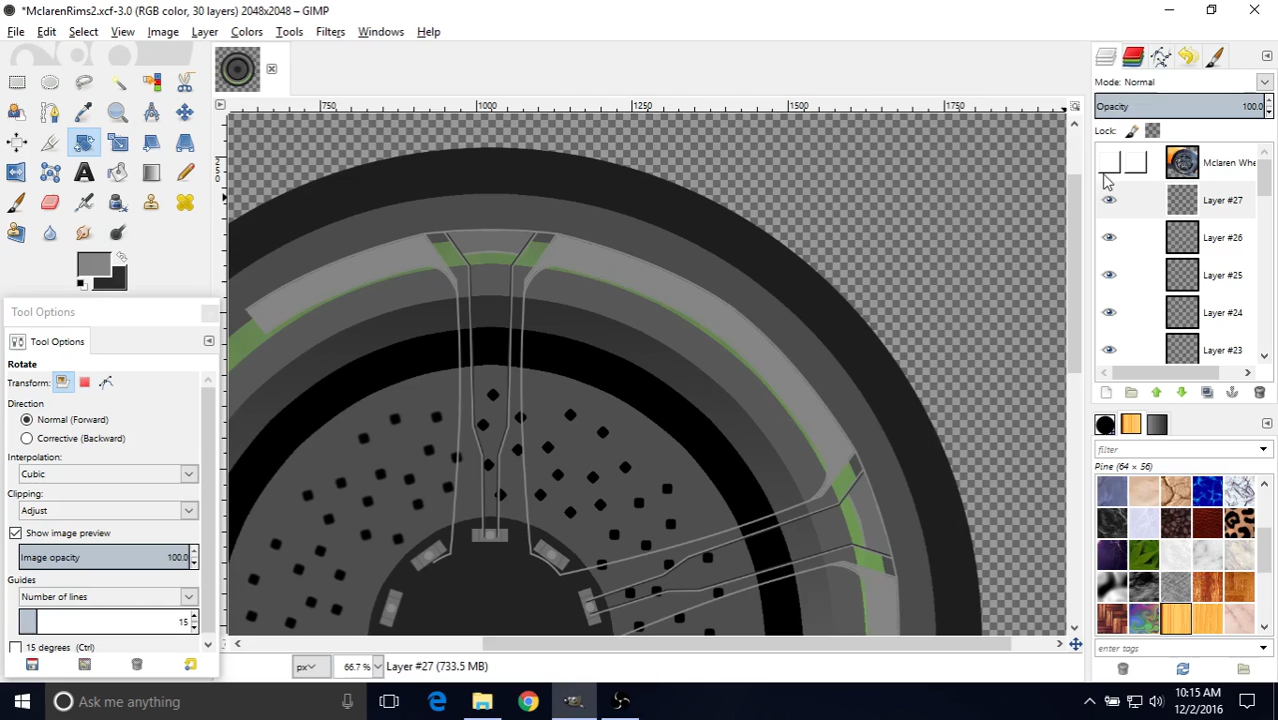 *MclarenRims2.xcf-3.0 (RGB color, 30 layers) 2048x2048 – GIMP
File Edit Select View Image Layer Colors Tools Filters Windows Help
Mode: Normal
Opacity 100.0
Lock:
750 1000 1250 1500 1750
250
Mclaren Whe
Layer #27
Layer #26
Layer #25
Layer #24
Layer #23
Tool Options
Tool Options
Rotate
Transform:
Direction
Normal (Forward)
Corrective (Backward)
Interpolation:
Cubic
Clipping:
Adjust
Show image preview
Image opacity 100.0
Guides
Number of lines
15
15 degrees (Ctrl)
filter
Pine (64 × 56)
enter tags
px 66.7 % Layer #27 (733.5 MB)
Ask me anything
10:15 AM
12/2/2016